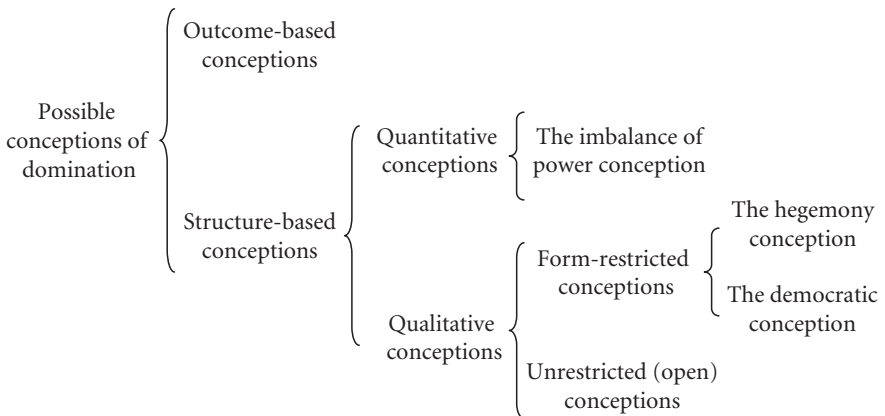 Possible
conceptions of
domination
Outcome-based
conceptions
Structure-based
conceptions
Quantitative
conceptions
The imbalance of
power conception
Qualitative
conceptions
Form-restricted
conceptions
The hegemony
conception
The democratic
conception
Unrestricted (open)
conceptions